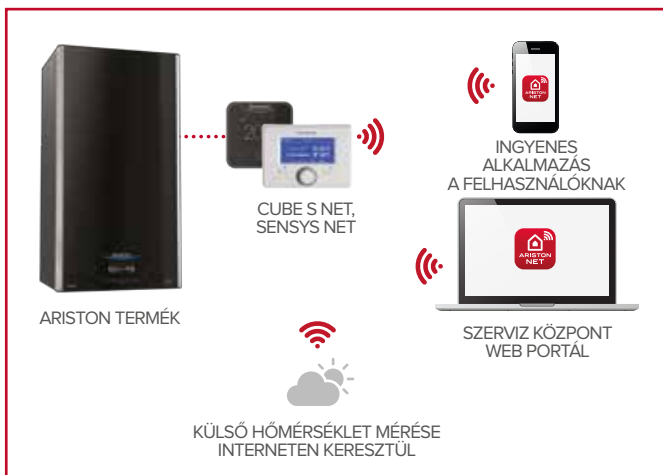 ARISTON
NET
INGYENES
ALKALMAZÁS
A FELHASZNÁLÓKNAK
CUBE S NET,
SENSYS NET
ARISTON
NET
ARISTON TERMÉK
SZERVIZ KÖZPONT
WEB PORTÁL
KÜLSŐ HŐMÉRSÉKLET MÉRÉSE
INTERNETEN KERESZTÜL